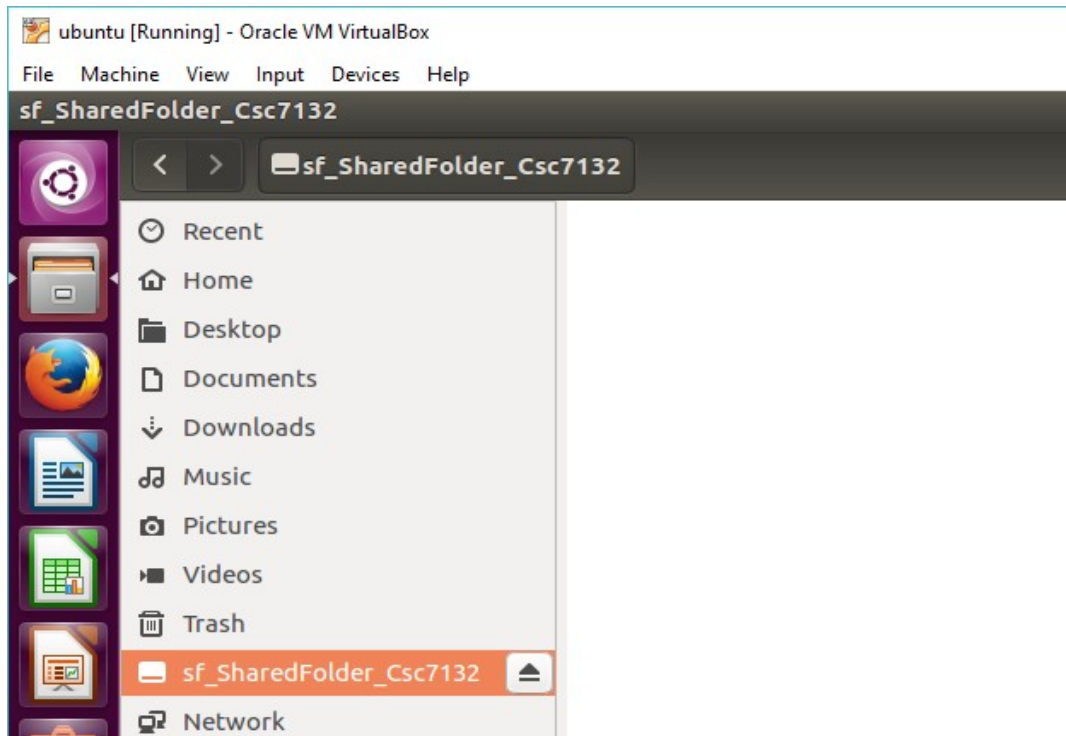 ubuntu [Running] - Oracle VM VirtualBox
File Machine View Input Devices Help
sf_SharedFolder_Csc7132
sf_SharedFolder_Csc7132
Recent
Home
Desktop
Documents
Downloads
Music
Pictures
Videos
Trash
sf_SharedFolder_Csc7132
Network